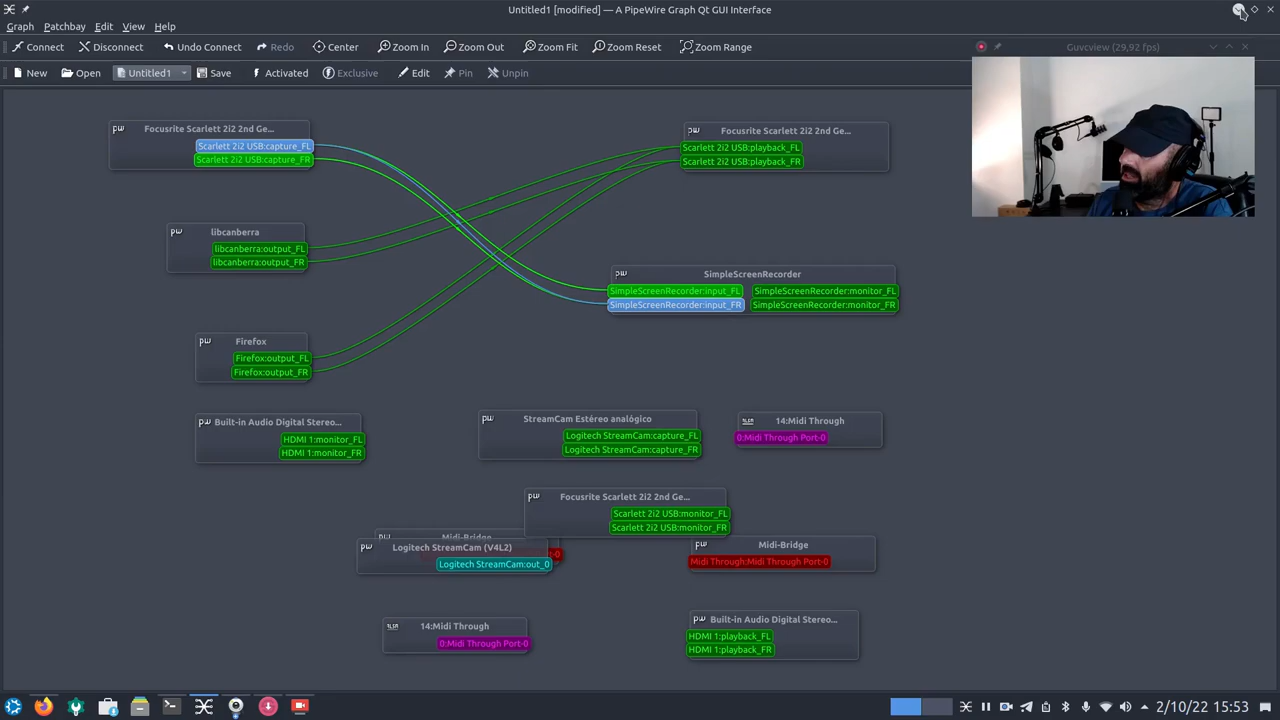 Untitled1 [modified] — A PipeWire Graph Qt GUI Interface
Graph Patchbay Edit View Help
Connect Disconnect Undo Connect Redo Center Zoom In Zoom Out Zoom Fit Zoom Reset Zoom Range
Guvcview (29,92 fps)
New Open Untitled1 Save Activated Exclusive Edit Pin Unpin
Focusrite Scarlett 2i2 2nd Ge...
Scarlett 2i2 USB:capture_FL
Scarlett 2i2 USB:capture_FR
Focusrite Scarlett 2i2 2nd Ge...
Scarlett 2i2 USB:playback_FL
Scarlett 2i2 USB:playback_FR
libcanberra
libcanberra:output_FL
libcanberra:output_FR
SimpleScreenRecorder
SimpleScreenRecorder:input_FL SimpleScreenRecorder:monitor_FL
SimpleScreenRecorder:input_FR SimpleScreenRecorder:monitor_FR
Firefox
Firefox:output_FL
Firefox:output_FR
Built-in Audio Digital Stereo...
HDMI 1:monitor_FL
HDMI 1:monitor_FR
StreamCam Estéreo analógico
Logitech StreamCam:capture_FL
Logitech StreamCam:capture_FR
14:Midi Through
0:Midi Through Port-0
Focusrite Scarlett 2i2 2nd Ge...
Scarlett 2i2 USB:monitor_FL
Scarlett 2i2 USB:monitor_FR
Midi-Bridge
Logitech StreamCam (V4L2)
Logitech StreamCam:out_0
Midi-Bridge
Midi Through:Midi Through Port-0
14:Midi Through
0:Midi Through Port-0
Built-in Audio Digital Stereo...
HDMI 1:playback_FL
HDMI 1:playback_FR
2/10/22 15:53